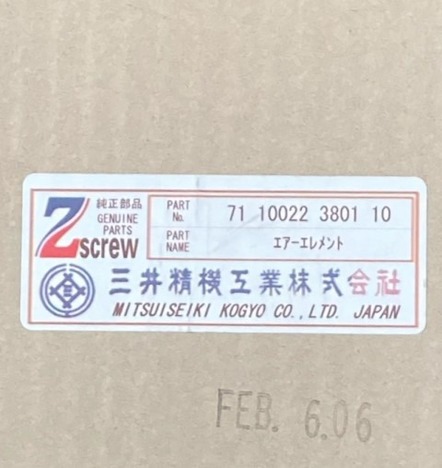 Z screw
純正部品
GENUINE
PARTS
PART No. 71 10022 3801 10
PART NAME エアーエレメント
三井精機工業株式会社
MITSUISEIKI KOGYO CO.,LTD. JAPAN
FEB. 6.06